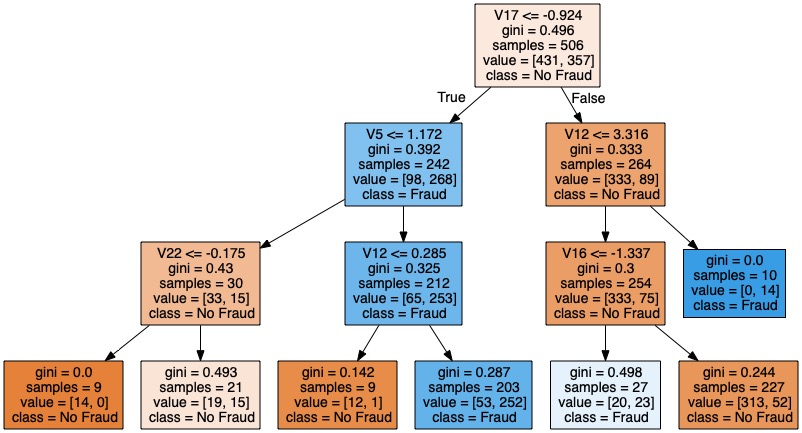 V17 <= -0.924
gini = 0.496
samples = 506
value = [431, 357]
class = No Fraud
True
False
V5 <= 1.172
gini = 0.392
samples = 242
value = [98, 268]
class = Fraud
V12 <= 3.316
gini = 0.333
samples = 264
value = [333, 89]
class = No Fraud
V22 <= -0.175
gini = 0.43
samples = 30
value = [33, 15]
class = No Fraud
V12 <= 0.285
gini = 0.325
samples = 212
value = [65, 253]
class = Fraud
V16 <= -1.337
gini = 0.3
samples = 254
value = [333, 75]
class = No Fraud
gini = 0.0
samples = 10
value = [0, 14]
class = Fraud
gini = 0.0
samples = 9
value = [14, 0]
class = No Fraud
gini = 0.493
samples = 21
value = [19, 15]
class = No Fraud
gini = 0.142
samples = 9
value = [12, 1]
class = No Fraud
gini = 0.287
samples = 203
value = [53, 252]
class = Fraud
gini = 0.498
samples = 27
value = [20, 23]
class = Fraud
gini = 0.244
samples = 227
value = [313, 52]
class = No Fraud